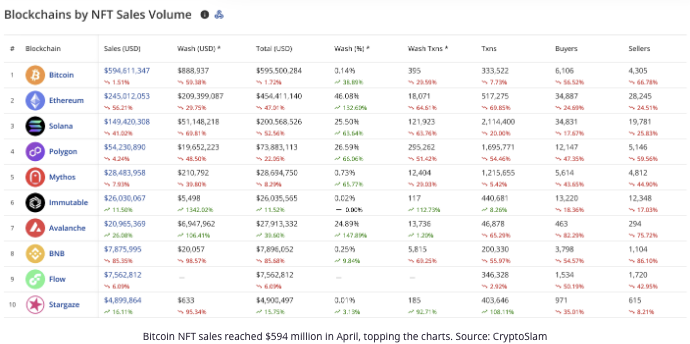 Blockchains by NFT Sales Volume
# Blockchain Sales (USD) Wash (USD) * Total (USD) Wash (%) * Wash Txns * Txns Buyers Sellers
1 Bitcoin $594,611,347 $888,937 $595,500,284 0.14% 395 333,522 6,106 4,305
1.51% 59.38% 1.72% 38.89% 29.59% 7.73% 56.52% 66.78%
2 Ethereum $245,012,053 $209,399,087 $454,411,140 46.08% 18,071 517,275 34,887 28,245
56.21% 29.75% 47.01% 132.60% 64.61% 69.85% 24.69% 24.51%
3 Solana $149,420,308 $51,148,218 $200,568,526 25.50% 121,923 2,114,400 34,831 19,781
41.02% 69.81% 52.56% 63.64% 63.76% 20.00% 17.67% 25.83%
4 Polygon $54,230,890 $19,652,223 $73,883,113 26.59% 295,262 1,695,771 12,147 5,146
4.24% 48.50% 22.05% 66.06% 51.42% 54.46% 47.35% 59.56%
5 Mythos $28,483,958 $210,792 $28,694,750 0.73% 12,404 1,215,655 5,614 4,812
7.93% 39.80% 8.29% 65.77% 29.03% 5.42% 43.65% 44.90%
6 Immutable $26,030,067 $5,498 $26,035,565 0.02% 117 440,681 13,220 12,348
11.50% 1342.02% 11.52% 0.00% 112.73% 8.26% 18.36% 17.03%
7 Avalanche $20,965,369 $6,947,962 $27,913,332 24.89% 13,736 46,878 463 294
26.08% 106.41% 39.60% 147.89% 1.20% 65.29% 82.29% 75.72%
8 BNB $7,875,995 $20,057 $7,896,052 0.25% 5,815 200,330 3,798 1,104
85.35% 98.57% 85.68% 9.84% 63.25% 55.97% 54.57% 86.10%
9 Flow $7,562,812 — $7,562,812 — 346,328 1,534 1,720
6.69% 6.69% 2.92% 50.19% 42.95%
10 Stargaze $4,899,864 $633 $4,900,497 0.01% 185 403,646 971 615
16.11% 95.34% 15.75% 3.13% 92.71% 108.11% 35.01% 8.21%
Bitcoin NFT sales reached $594 million in April, topping the charts. Source: CryptoSlam